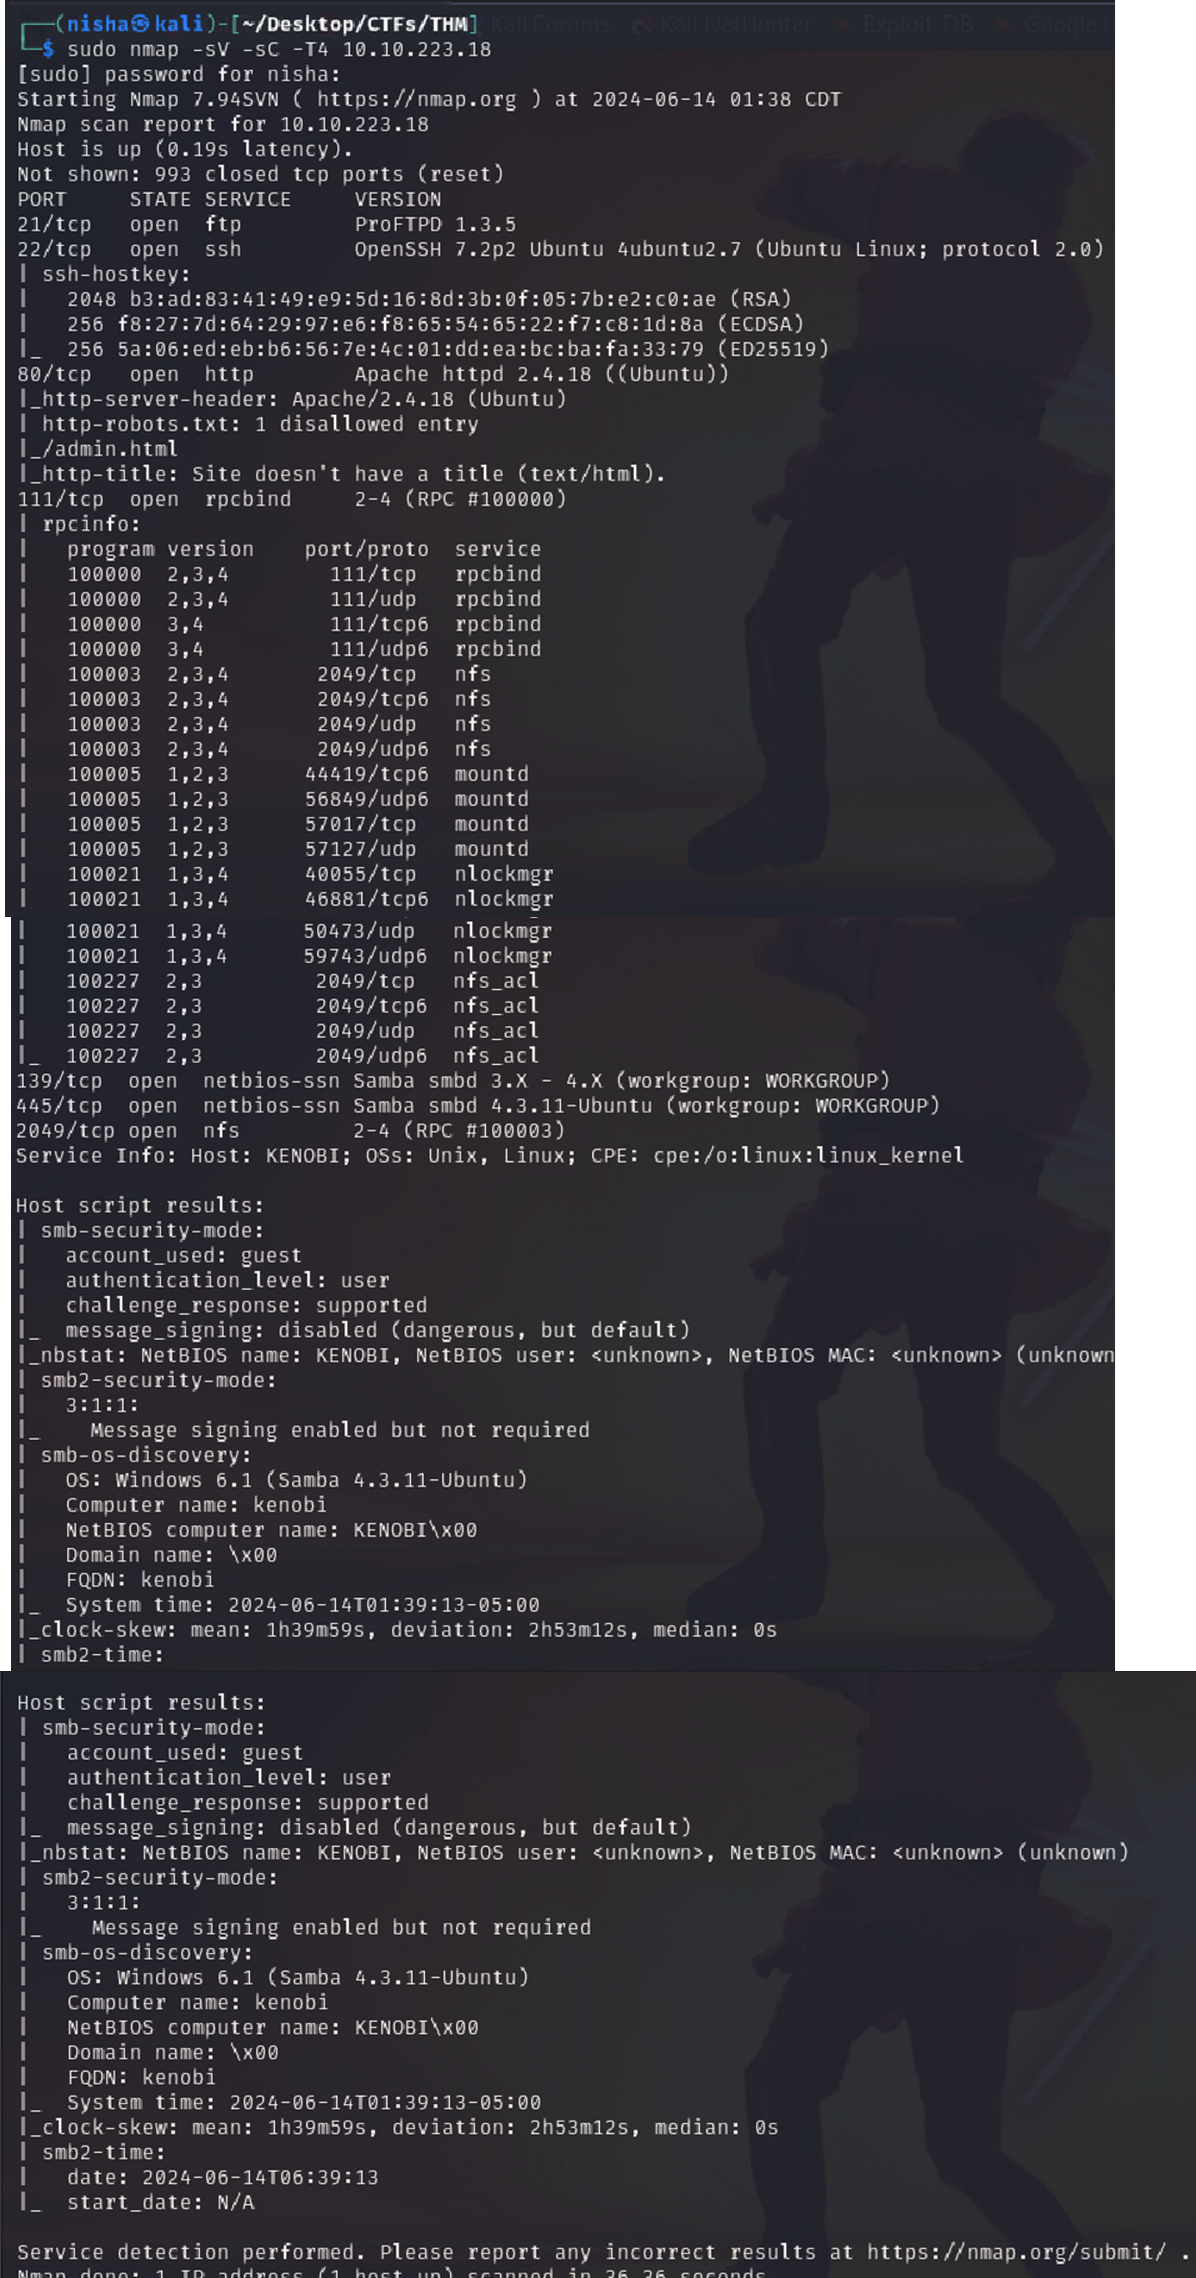 Kali Forums Kali NetHunter Exploit-DB Google H
┌──(nisha㉿kali)-[~/Desktop/CTFs/THM]
└─$ sudo nmap -sV -sC -T4 10.10.223.18
[sudo] password for nisha:
Starting Nmap 7.94SVN ( https://nmap.org ) at 2024-06-14 01:38 CDT
Nmap scan report for 10.10.223.18
Host is up (0.19s latency).
Not shown: 993 closed tcp ports (reset)
PORT     STATE SERVICE     VERSION
21/tcp   open  ftp         ProFTPD 1.3.5
22/tcp   open  ssh         OpenSSH 7.2p2 Ubuntu 4ubuntu2.7 (Ubuntu Linux; protocol 2.0)
| ssh-hostkey:
|   2048 b3:ad:83:41:49:e9:5d:16:8d:3b:0f:05:7b:e2:c0:ae (RSA)
|   256 f8:27:7d:64:29:97:e6:f8:65:54:65:22:f7:c8:1d:8a (ECDSA)
|_  256 5a:06:ed:eb:b6:56:7e:4c:01:dd:ea:bc:ba:fa:33:79 (ED25519)
80/tcp   open  http        Apache httpd 2.4.18 ((Ubuntu))
|_http-server-header: Apache/2.4.18 (Ubuntu)
| http-robots.txt: 1 disallowed entry
|_/admin.html
|_http-title: Site doesn't have a title (text/html).
111/tcp  open  rpcbind     2-4 (RPC #100000)
| rpcinfo:
|   program version    port/proto  service
|   100000  2,3,4        111/tcp   rpcbind
|   100000  2,3,4        111/udp   rpcbind
|   100000  3,4          111/tcp6  rpcbind
|   100000  3,4          111/udp6  rpcbind
|   100003  2,3,4       2049/tcp   nfs
|   100003  2,3,4       2049/tcp6  nfs
|   100003  2,3,4       2049/udp   nfs
|   100003  2,3,4       2049/udp6  nfs
|   100005  1,2,3      44419/tcp6  mountd
|   100005  1,2,3      56849/udp6  mountd
|   100005  1,2,3      57017/tcp   mountd
|   100005  1,2,3      57127/udp   mountd
|   100021  1,3,4      40055/tcp   nlockmgr
|   100021  1,3,4      46881/tcp6  nlockmgr
|   100021  1,3,4      50473/udp   nlockmgr
|   100021  1,3,4      59743/udp6  nlockmgr
|   100227  2,3         2049/tcp   nfs_acl
|   100227  2,3         2049/tcp6  nfs_acl
|   100227  2,3         2049/udp   nfs_acl
|_  100227  2,3         2049/udp6  nfs_acl
139/tcp  open  netbios-ssn Samba smbd 3.X - 4.X (workgroup: WORKGROUP)
445/tcp  open  netbios-ssn Samba smbd 4.3.11-Ubuntu (workgroup: WORKGROUP)
2049/tcp open  nfs         2-4 (RPC #100003)
Service Info: Host: KENOBI; OSs: Unix, Linux; CPE: cpe:/o:linux:linux_kernel
Host script results:
| smb-security-mode:
|   account_used: guest
|   authentication_level: user
|   challenge_response: supported
|_  message_signing: disabled (dangerous, but default)
|_nbstat: NetBIOS name: KENOBI, NetBIOS user: <unknown>, NetBIOS MAC: <unknown> (unknown
| smb2-security-mode:
|   3:1:1:
|_    Message signing enabled but not required
| smb-os-discovery:
|   OS: Windows 6.1 (Samba 4.3.11-Ubuntu)
|   Computer name: kenobi
|   NetBIOS computer name: KENOBI\x00
|   Domain name: \x00
|   FQDN: kenobi
|_  System time: 2024-06-14T01:39:13-05:00
|_clock-skew: mean: 1h39m59s, deviation: 2h53m12s, median: 0s
| smb2-time:
Host script results:
| smb-security-mode:
|   account_used: guest
|   authentication_level: user
|   challenge_response: supported
|_  message_signing: disabled (dangerous, but default)
|_nbstat: NetBIOS name: KENOBI, NetBIOS user: <unknown>, NetBIOS MAC: <unknown> (unknown)
| smb2-security-mode:
|   3:1:1:
|_    Message signing enabled but not required
| smb-os-discovery:
|   OS: Windows 6.1 (Samba 4.3.11-Ubuntu)
|   Computer name: kenobi
|   NetBIOS computer name: KENOBI\x00
|   Domain name: \x00
|   FQDN: kenobi
|_  System time: 2024-06-14T01:39:13-05:00
|_clock-skew: mean: 1h39m59s, deviation: 2h53m12s, median: 0s
| smb2-time:
|   date: 2024-06-14T06:39:13
|_  start_date: N/A
Service detection performed. Please report any incorrect results at https://nmap.org/submit/ .
Nmap done: 1 IP address (1 host up) scanned in 36.36 seconds